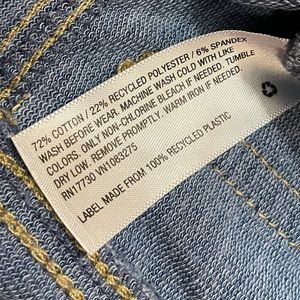 72% COTTON / 22% RECYCLED POLYESTER / 6% SPANDEX
WASH BEFORE WEAR. MACHINE WASH COLD WITH LIKE
COLORS. ONLY NON-CHLORINE BLEACH IF NEEDED. TUMBLE
DRY LOW. REMOVE PROMPTLY. WARM IRON IF NEEDED.
RN17730 VN1083275
LABEL MADE FROM 100% RECYCLED PLASTIC